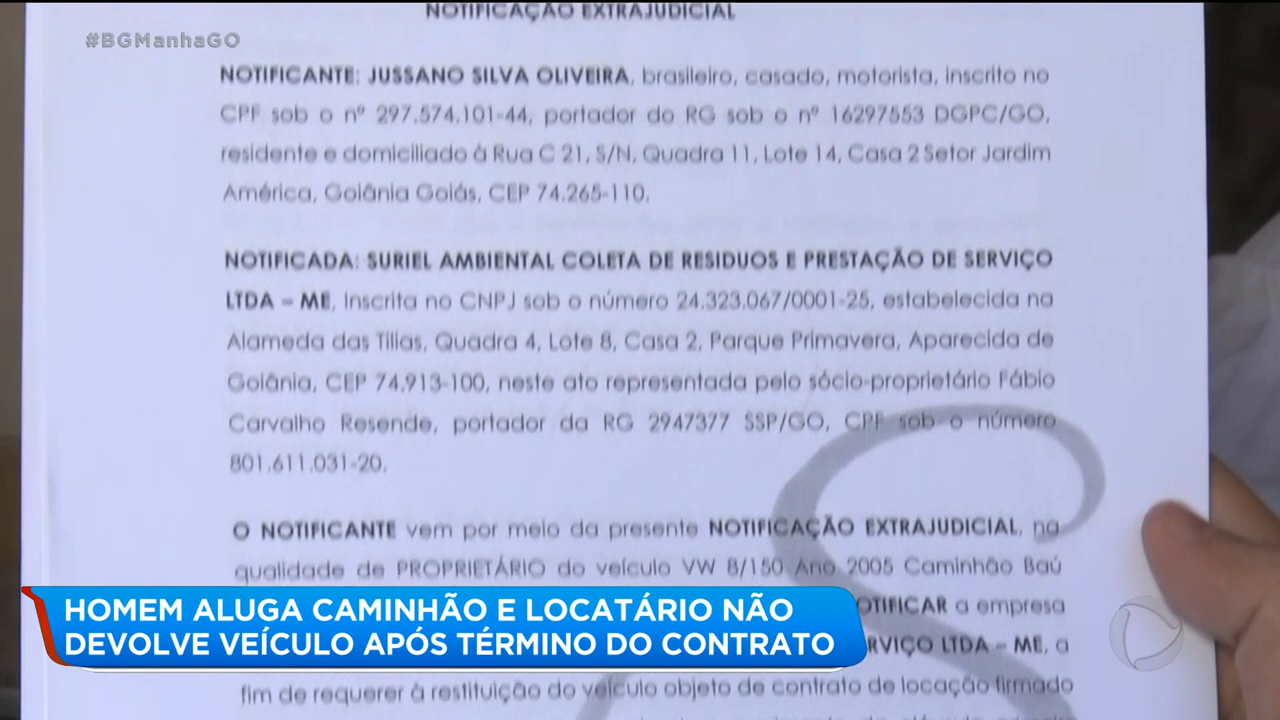 NOTIFICAÇÃO EXTRAJUDICIAL
#BGManhaGO
NOTIFICANTE: JUSSANO SILVA OLIVEIRA, brasileiro, casado, motorista, inscrito no
CPF sob o nº 297.574.101-44, portador do RG sob o nº 16297553 DGPC/GO,
residente e domiciliado à Rua C 21, S/N, Quadra 11, Lote 14, Casa 2 Setor Jardim
América, Goiânia Goiás, CEP 74.265-110.
NOTIFICADA: SURIEL AMBIENTAL COLETA DE RESIDUOS E PRESTAÇÃO DE SERVIÇO
LTDA – ME, Inscrita no CNPJ sob o número 24.323.067/0001-25, estabelecida na
Alameda das Tilias, Quadra 4, Lote 8, Casa 2, Parque Primavera, Aparecida de
Goiânia, CEP 74.913-100, neste ato representada pelo sócio-proprietário Fábio
Carvalho Resende, portador da RG 2947377 SSP/GO, CPF sob o número
801.611.031-20.
O NOTIFICANTE vem por meio da presente NOTIFICAÇÃO EXTRAJUDICIAL, na
qualidade de PROPRIETÁRIO do veículo VW 8/150 Ano 2005 Caminhão Baú
OTIFICAR a empresa
RVIÇO LTDA – ME, a
fim de requerer à restituição do veículo objeto de contrato de locação firmado
HOMEM ALUGA CAMINHÃO E LOCATÁRIO NÃO
DEVOLVE VEÍCULO APÓS TÉRMINO DO CONTRATO